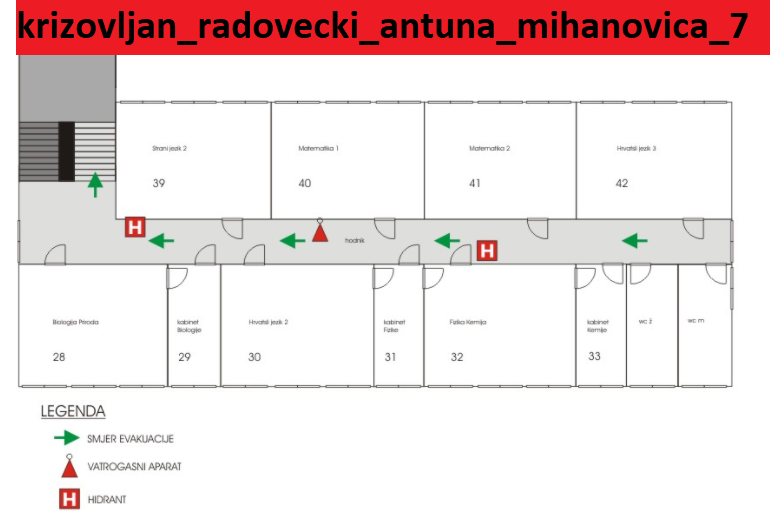 krizovljan_radovecki_antuna_mihanovica_7
Strani jezik 2
Matematika 1
Matematika 2
Hrvatski jezik 3
39
40
41
42
H
hodnik
H
Biologija Priroda
kabinet
Biologije
Hrvatski jezik 2
kabinet
Fizike
Fizika Kemija
kabinet
Kemije
wc ž
wc m
28
29
30
31
32
33
LEGENDA
SMJER EVAKUACIJE
VATROGASNI APARAT
H HIDRANT